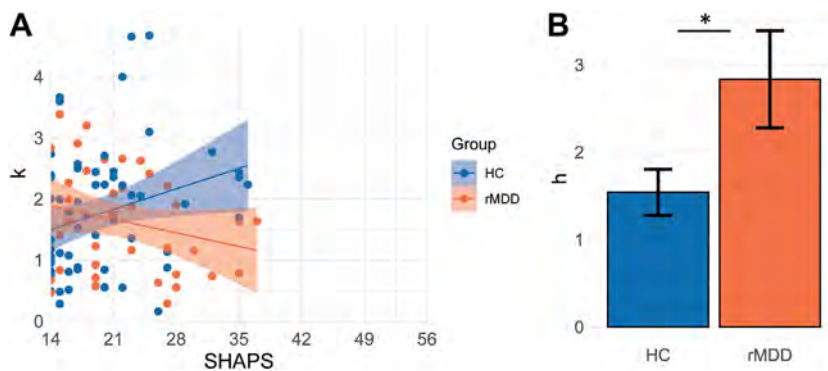 A
k
4
3
2
1
0
14 21 28 35 42 49 56
SHAPS
Group
HC
rMDD
B
*
h
3
2
1
0
HC rMDD